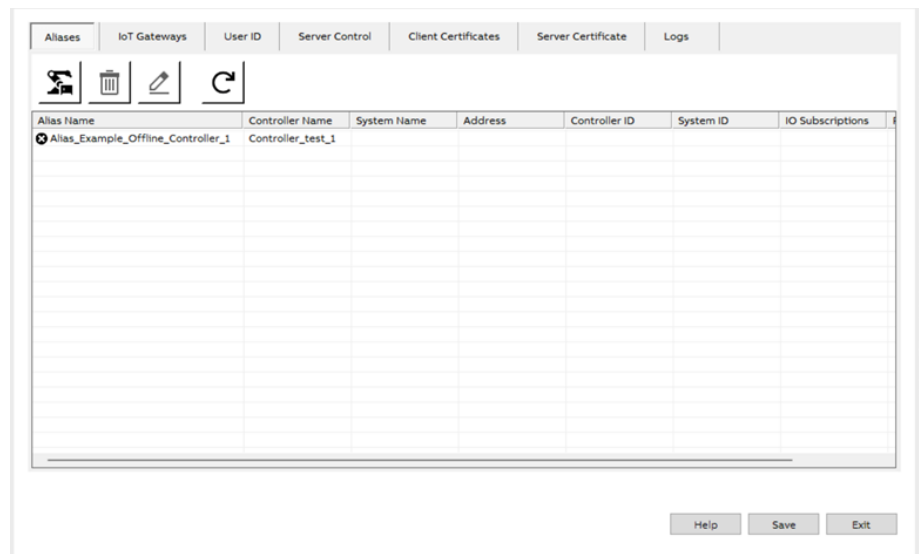 Aliases IoT Gateways User ID Server Control Client Certificates Server Certificate Logs
Alias Name Controller Name System Name Address Controller ID System ID IO Subscriptions
Alias_Example_Offline_Controller_1 Controller_test_1
Help Save Exit